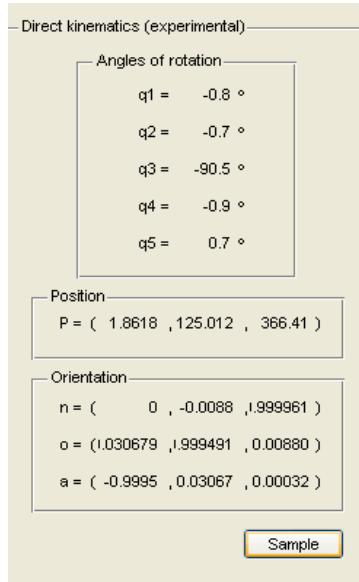 Direct kinematics (experimental)
Angles of rotation
q1 = -0.8 °
q2 = -0.7 °
q3 = -90.5 °
q4 = -0.9 °
q5 = 0.7 °
Position
P = ( 1.8618 , 125.012 , 366.41 )
Orientation
n = ( 0 , -0.0088 , .999961 )
o = ( .030679 , .999491 , 0.00880 )
a = ( -0.9995 , 0.03067 , 0.00032 )
Sample